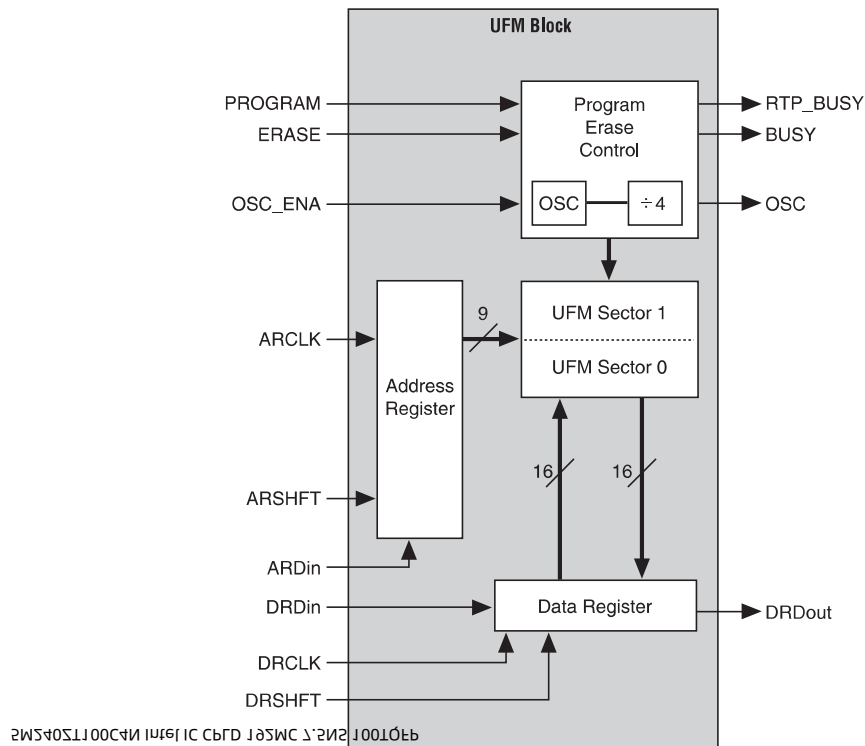 UFM Block
PROGRAM
ERASE
OSC_ENA
Program
Erase
Control
OSC
÷4
RTP_BUSY
BUSY
OSC
UFM Sector 1
UFM Sector 0
9
ARCLK
Address
Register
ARSHFT
ARDin
16
16
DRDin
Data Register
DRDout
DRCLK
DRSHFT
5M240ZT100C4N Intel IC CPLD 192MC 7.5NS 100TQFP